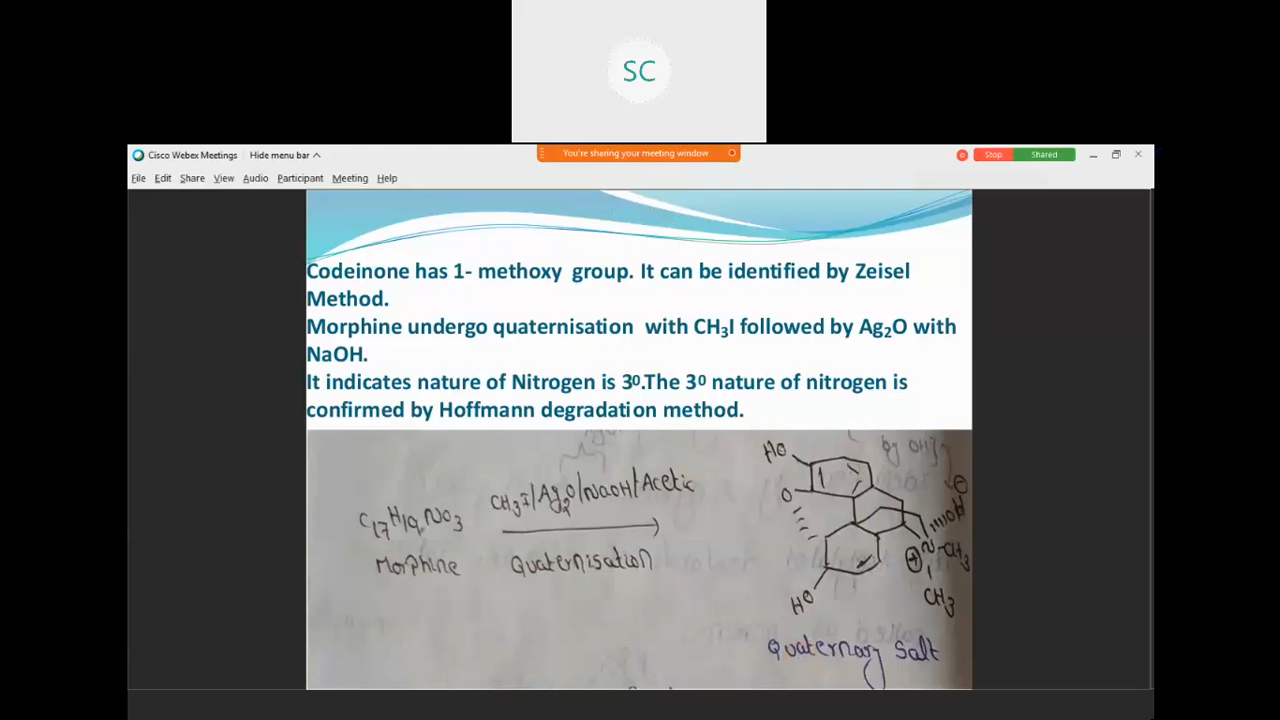 SC
Cisco Webex Meetings Hide menu bar
You're sharing your meeting window
Stop Shared
File Edit Share View Audio Participant Meeting Help
Codeinone has 1- methoxy group. It can be identified by Zeisel
Method.
Morphine undergo quaternisation with CH₃I followed by Ag₂O with
NaOH.
It indicates nature of Nitrogen is 3⁰.The 3⁰ nature of nitrogen is
confirmed by Hoffmann degradation method.
C₁₇H₁₉NO₃
Morphine
CH₃I/Ag₂O/NaOH/Acetic
Quaternisation
HO
O
⊖
OH
⊕ N-CH₃
CH₃
HO
Quaternary Salt